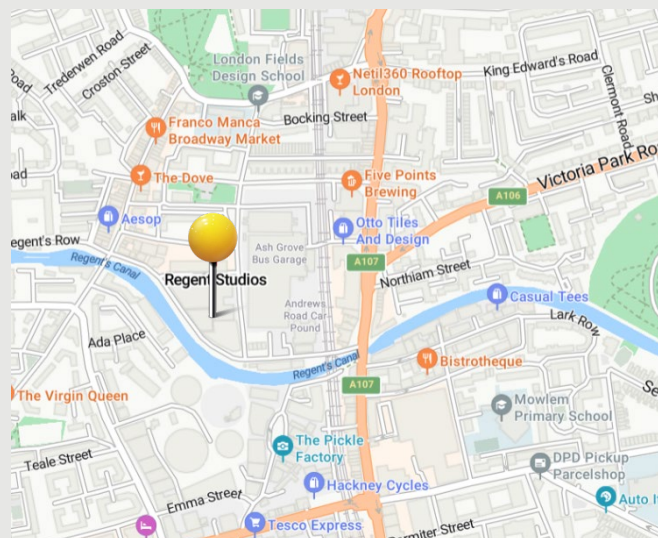 Trederwen Road
Croston Street
London Fields
Design School
Netil360 Rooftop
London
King Edward's Road
Clermont Road
Road
Bocking Street
Franco Manca
Broadway Market
The Dove
Five Points
Brewing
A106
Victoria Park Ro
Aesop
Otto Tiles
And Design
Ash Grove
Bus Garage
egent's Row
Regent's Canal
A107
Northiam Street
Regent Studios
Casual Tees
Andrews
Road Car
Pound
Lark Row
Ada Place
Regent's Canal
Bistrotheque
A107
The Virgin Queen
Se
Mowlem
Primary School
The Pickle
Factory
Teale Street
DPD Pickup
Parcelshop
Hackney Cycles
Emma Street
Auto I
Tesco Express